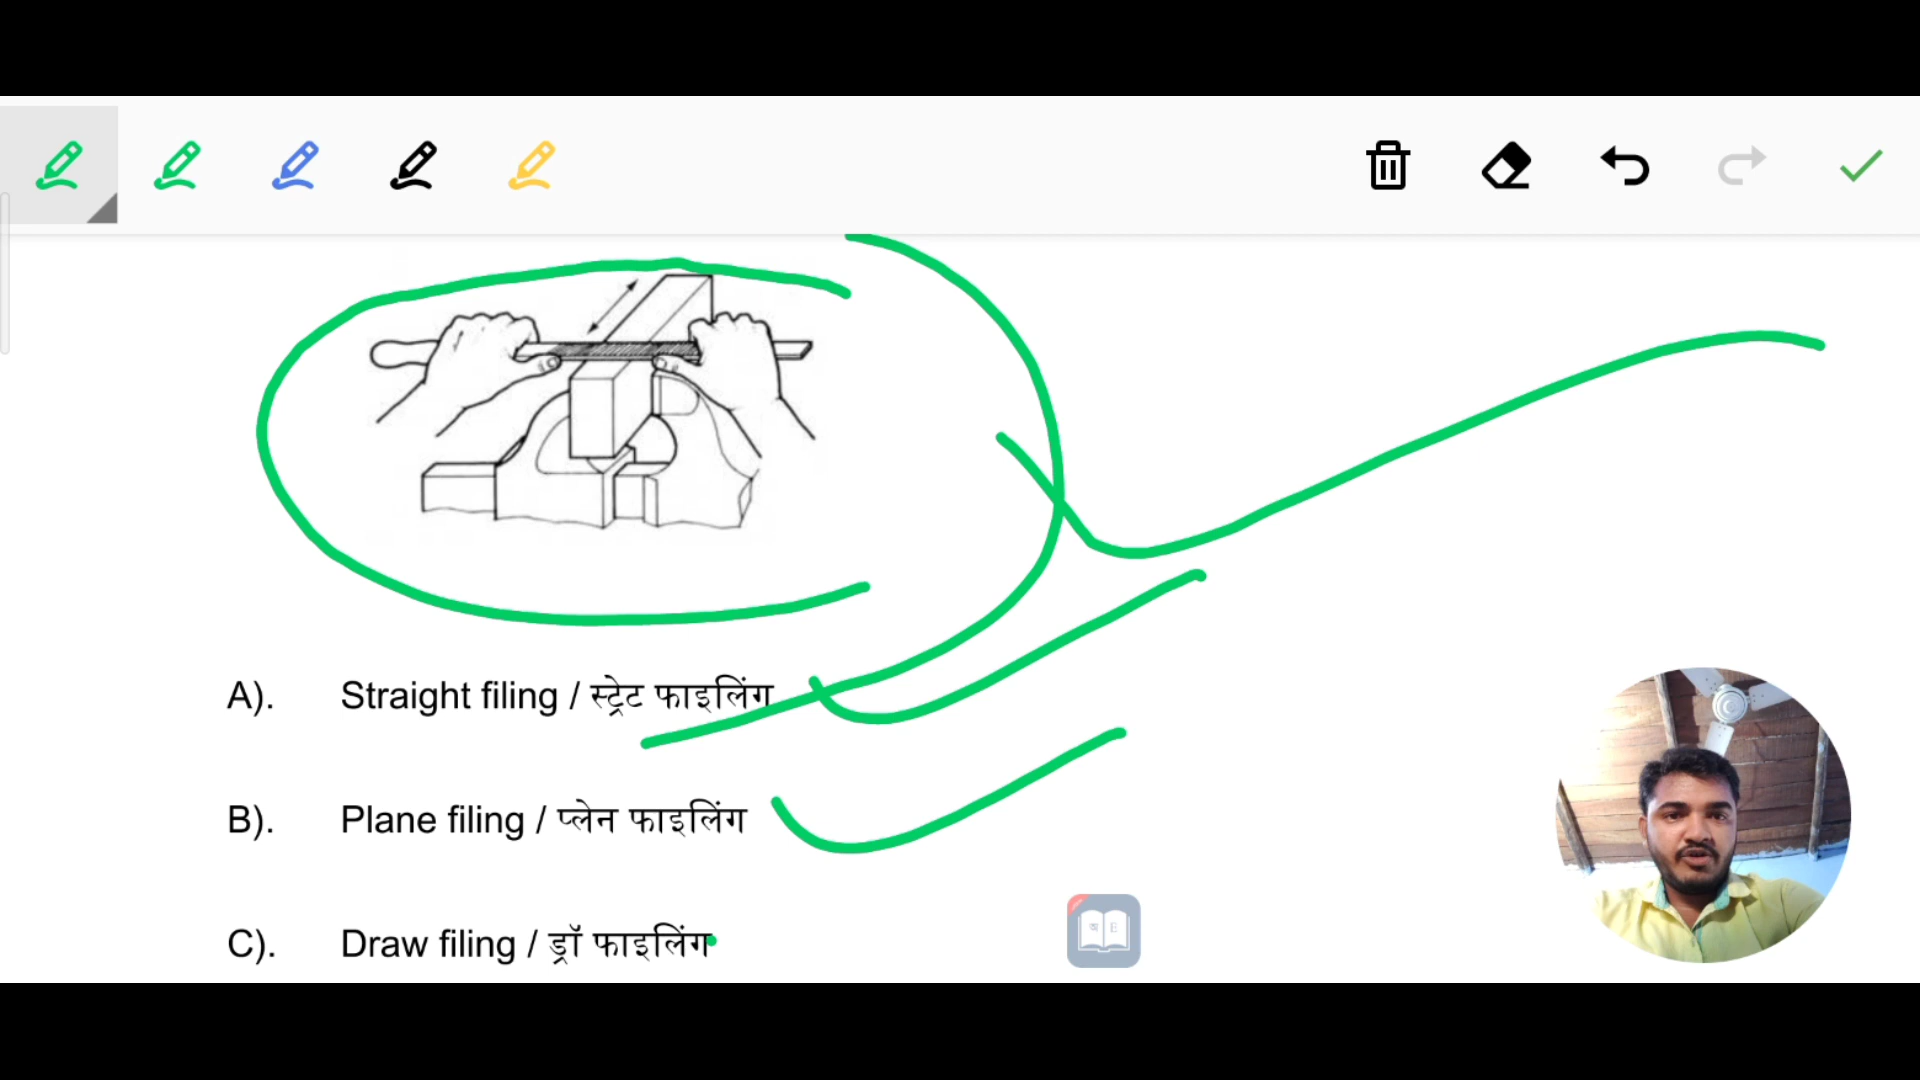 A). Straight filing / स्ट्रेट फाइलिंग
B). Plane filing / प्लेन फाइलिंग
अ E
C). Draw filing / ड्रॉ फाइलिंग